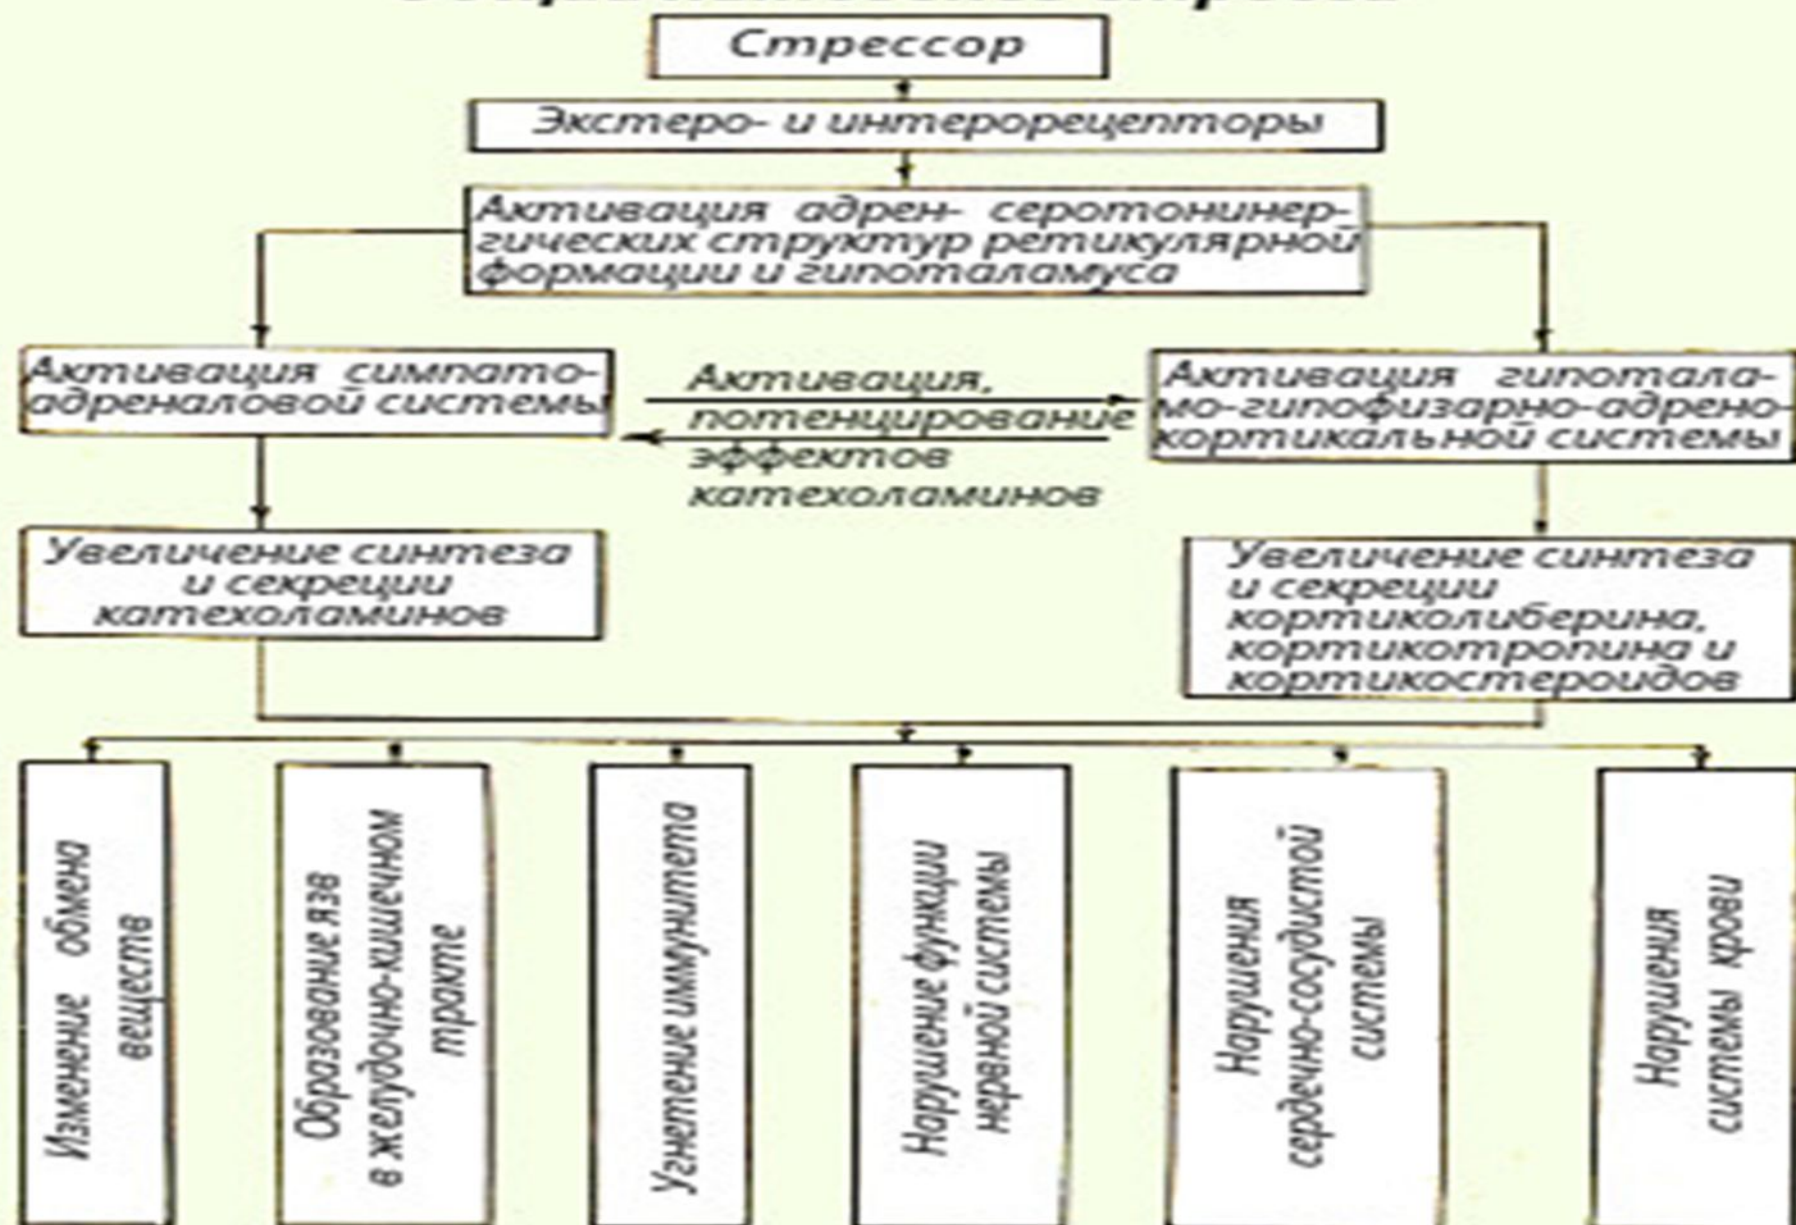 Стрессор
Экстеро- и интерорецепторы
Активация адрен- серотонинер-
гических структур ретикулярной
формации и гипоталамуса
Активация симпато-
адреналовой системы
Активация,
потенцирование
эффектов
катехоламинов
Активация гипотала-
мо-гипофизарно-адрено-
кортикальной системы
Увеличение синтеза
и секреции
катехоламинов
Увеличение синтеза
и секреции
кортиколиберина,
кортикотропина и
кортикостероидов
Изменение обмена
веществ
Образование язв
в желудочно-кишечном
тракте
Угнетение иммунитета
Нарушение функции
нервной системы
Нарушения
сердечно-сосудистой
системы
Нарушения
системы крови